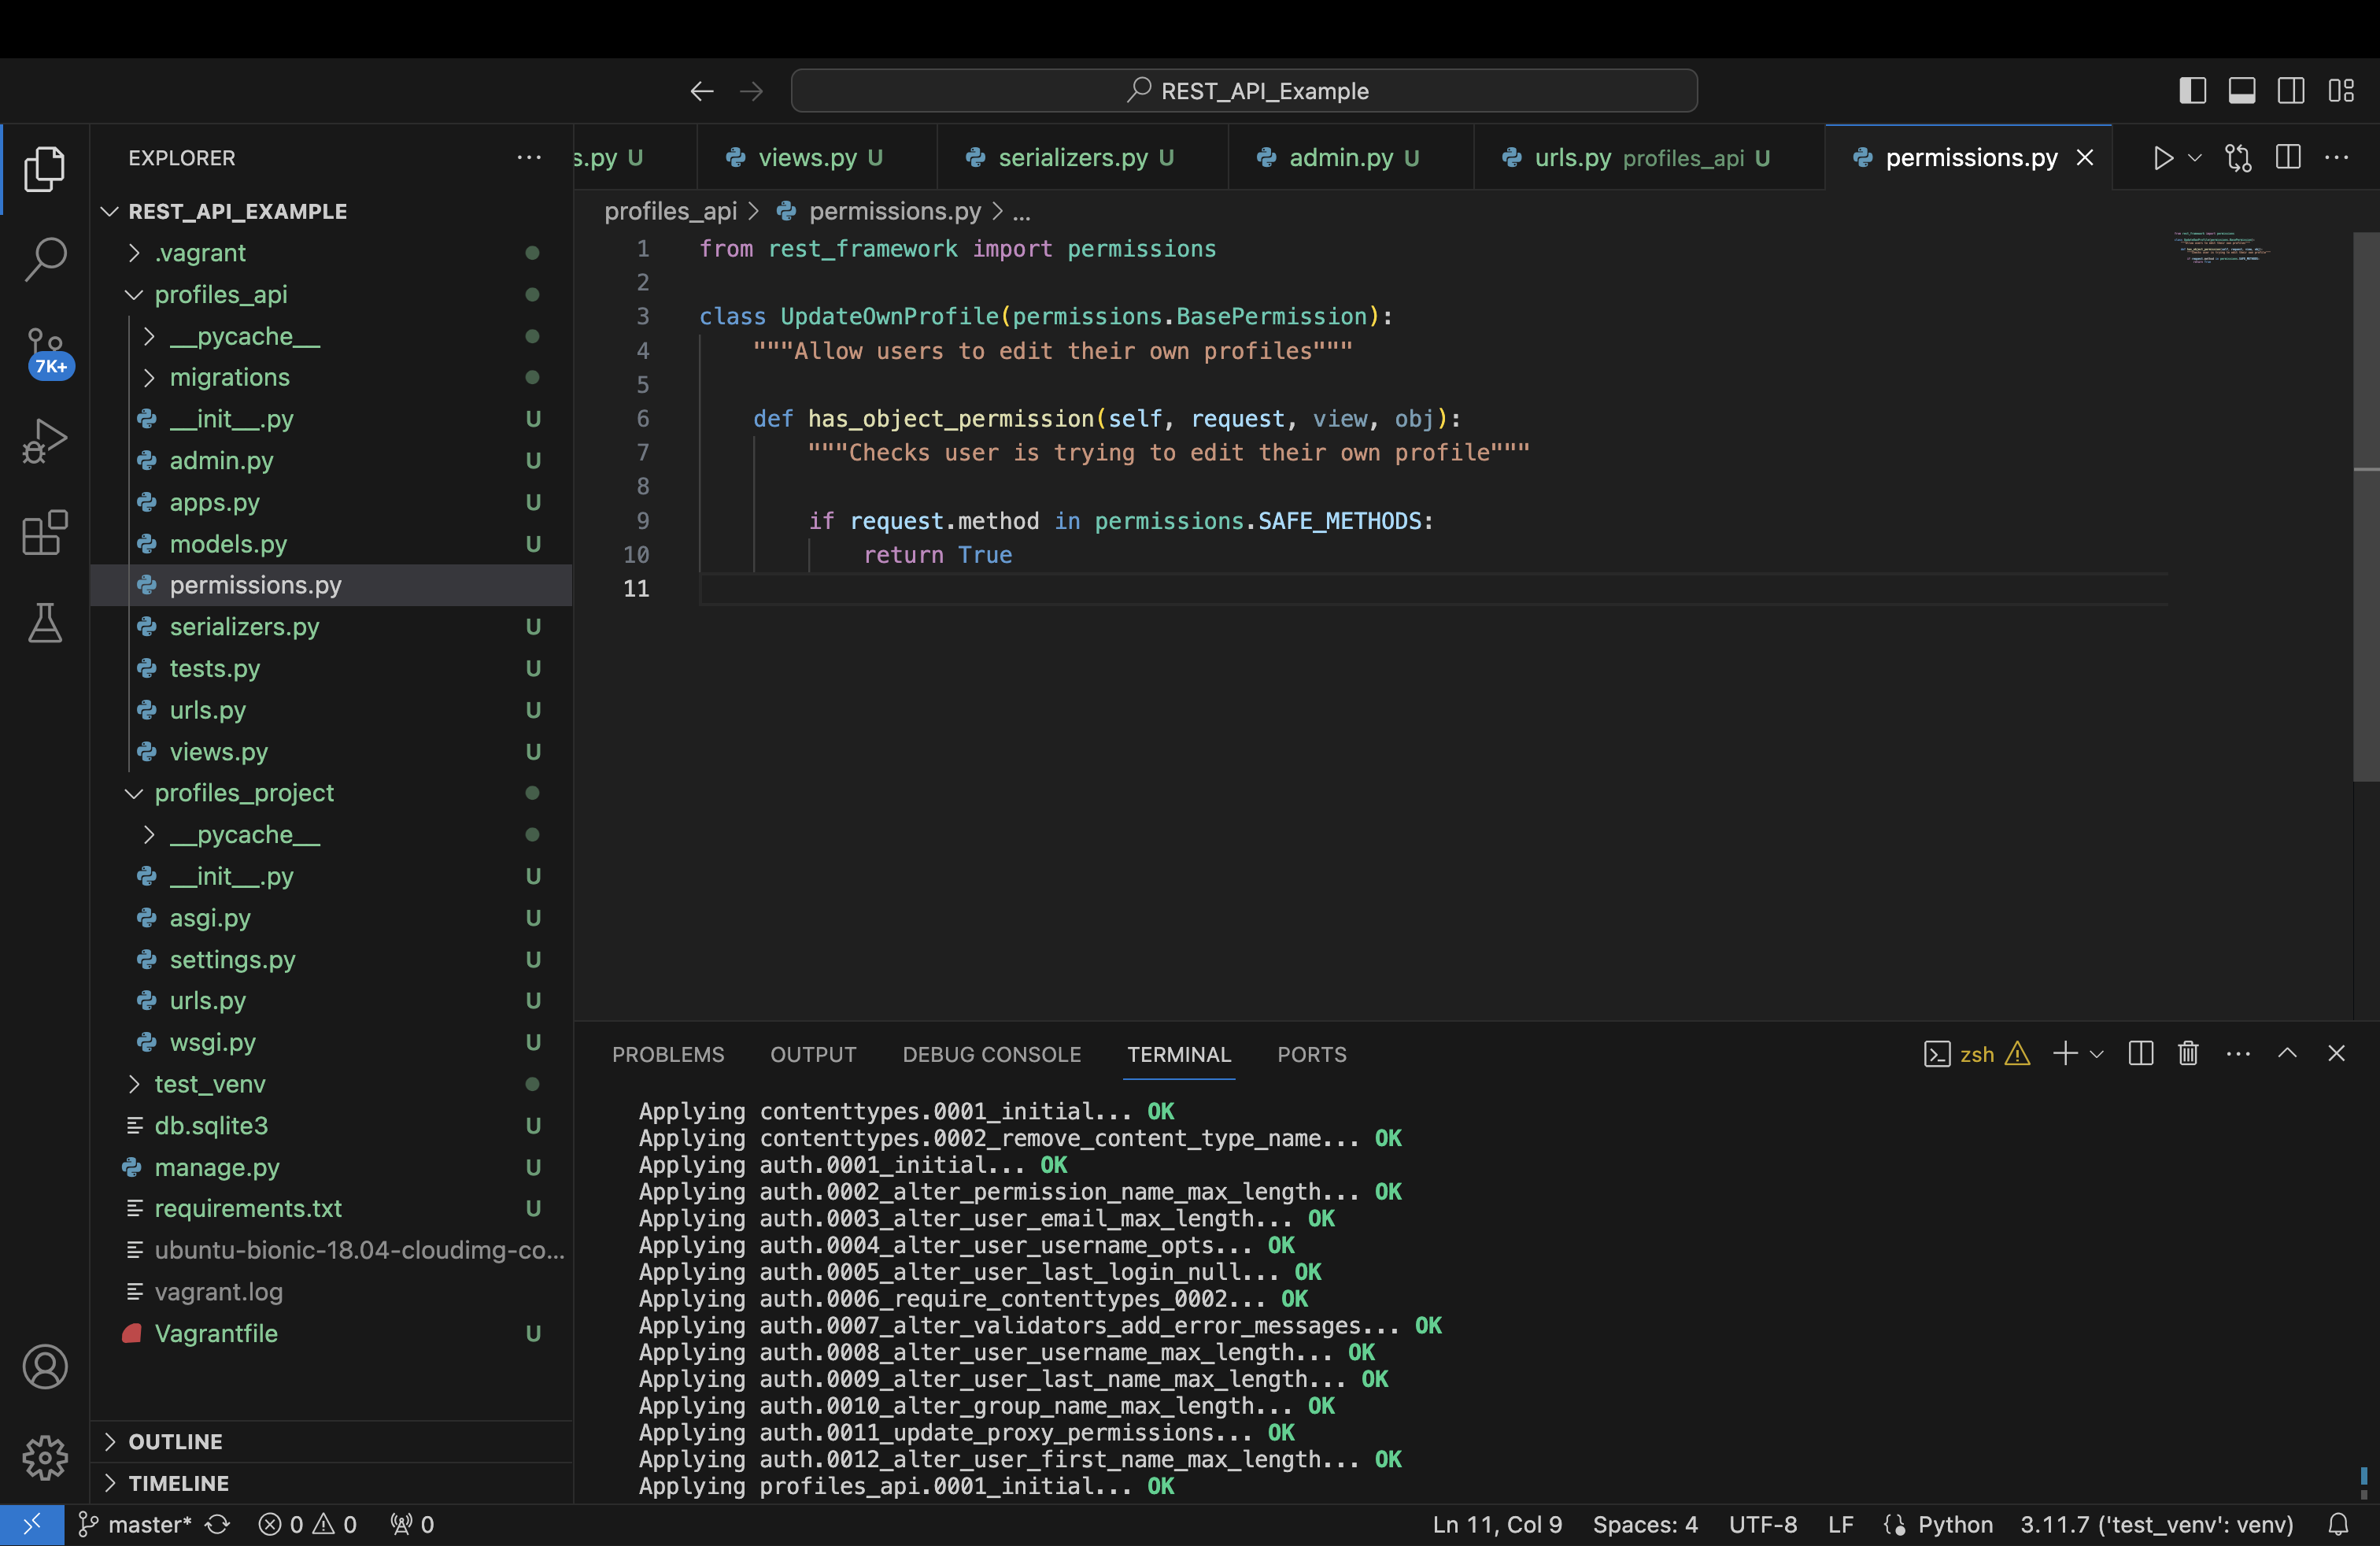 REST_API_Example
EXPLORER
s.py U
views.py U
serializers.py U
admin.py U
urls.py profiles_api U
permissions.py
REST_API_EXAMPLE
.vagrant
profiles_api
__pycache__
migrations
__init__.py U
admin.py U
apps.py U
models.py U
permissions.py
serializers.py U
tests.py U
urls.py U
views.py U
profiles_project
__pycache__
__init__.py U
asgi.py U
settings.py U
urls.py U
wsgi.py U
test_venv
db.sqlite3 U
manage.py U
requirements.txt U
ubuntu-bionic-18.04-cloudimg-co...
vagrant.log
Vagrantfile U
OUTLINE
TIMELINE
7K+
profiles_api > permissions.py > ...
1 from rest_framework import permissions
2
3 class UpdateOwnProfile(permissions.BasePermission):
4 """Allow users to edit their own profiles"""
5
6 def has_object_permission(self, request, view, obj):
7 """Checks user is trying to edit their own profile"""
8
9 if request.method in permissions.SAFE_METHODS:
10 return True
11
PROBLEMS OUTPUT DEBUG CONSOLE TERMINAL PORTS
zsh
Applying contenttypes.0001_initial... OK
Applying contenttypes.0002_remove_content_type_name... OK
Applying auth.0001_initial... OK
Applying auth.0002_alter_permission_name_max_length... OK
Applying auth.0003_alter_user_email_max_length... OK
Applying auth.0004_alter_user_username_opts... OK
Applying auth.0005_alter_user_last_login_null... OK
Applying auth.0006_require_contenttypes_0002... OK
Applying auth.0007_alter_validators_add_error_messages... OK
Applying auth.0008_alter_user_username_max_length... OK
Applying auth.0009_alter_user_last_name_max_length... OK
Applying auth.0010_alter_group_name_max_length... OK
Applying auth.0011_update_proxy_permissions... OK
Applying auth.0012_alter_user_first_name_max_length... OK
Applying profiles_api.0001_initial... OK
master* 0 0 0 Ln 11, Col 9 Spaces: 4 UTF-8 LF Python 3.11.7 ('test_venv': venv)